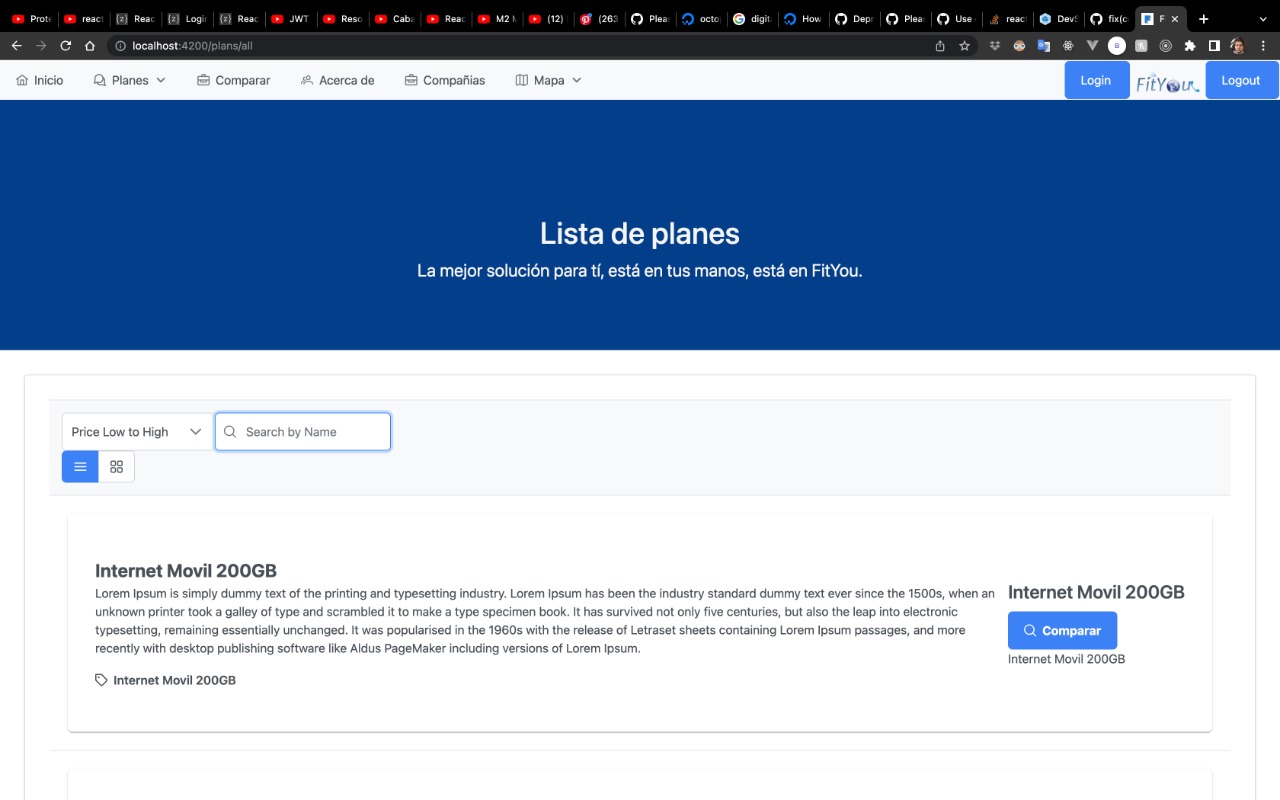 Prote
react
Reac
Logir
Reac
JWT
Reso
Caba
Reac
M2 M
(12)
(263
Pleas
octop
digita
How
Depr
Pleas
Use
react
DevS
fix(c
F
localhost:4200/plans/all
Inicio Planes Comparar Acerca de Compañias Mapa Login FitYou Logout
Lista de planes
La mejor solución para tí, está en tus manos, está en FitYou.
Price Low to High Search by Name
Internet Movil 200GB
Lorem Ipsum is simply dummy text of the printing and typesetting industry. Lorem Ipsum has been the industry standard dummy text ever since the 1500s, when an
unknown printer took a galley of type and scrambled it to make a type specimen book. It has survived not only five centuries, but also the leap into electronic
typesetting, remaining essentially unchanged. It was popularised in the 1960s with the release of Letraset sheets containing Lorem Ipsum passages, and more
recently with desktop publishing software like Aldus PageMaker including versions of Lorem Ipsum.
Internet Movil 200GB
Internet Movil 200GB
Comparar
Internet Movil 200GB